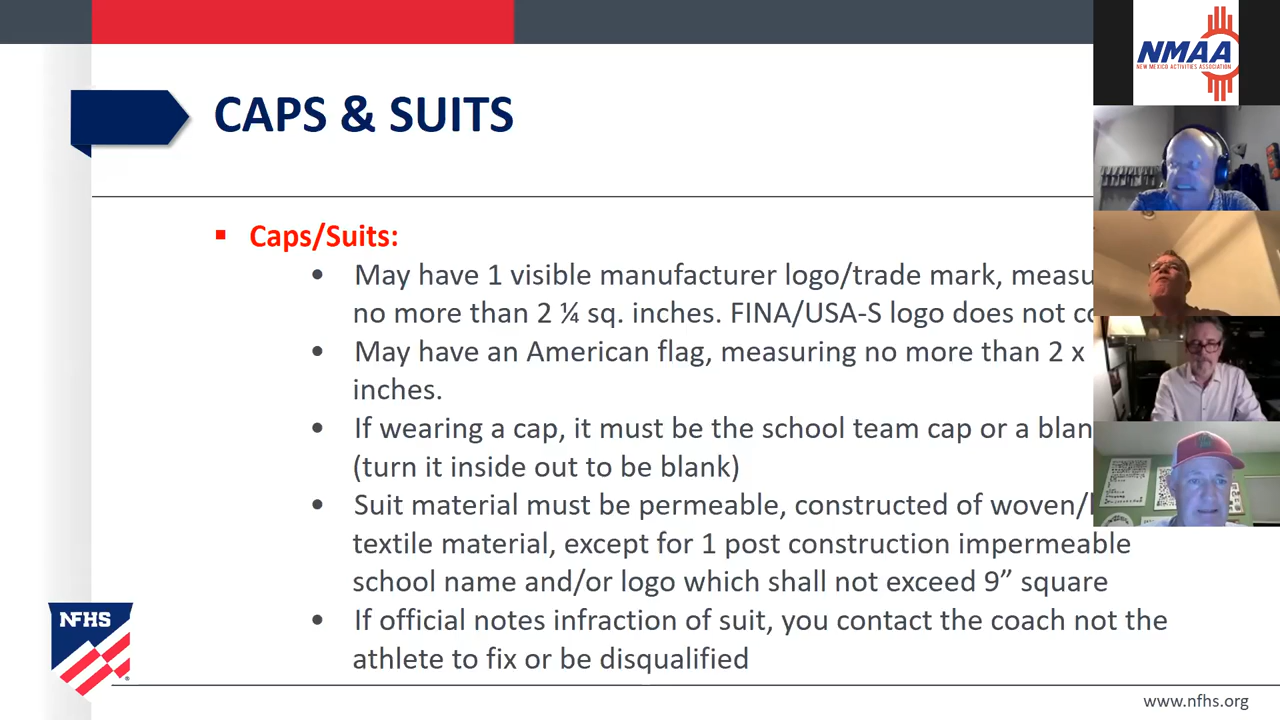 NMAA
NEW MEXICO ACTIVITIES ASSOCIATION
CAPS & SUITS
Caps/Suits:
May have 1 visible manufacturer logo/trade mark,
no more than 2 ¼ sq. inches. FINA/USA-S logo does not
May have an American flag, measuring no more than 2 x
inches.
If wearing a cap, it must be the school team cap or a
(turn it inside out to be blank)
Suit material must be permeable, constructed of woven/
textile material, except for 1 post construction impermeable
school name and/or logo which shall not exceed 9” square
If official notes infraction of suit, you contact the coach not the
athlete to fix or be disqualified
NFHS
www.nfhs.org